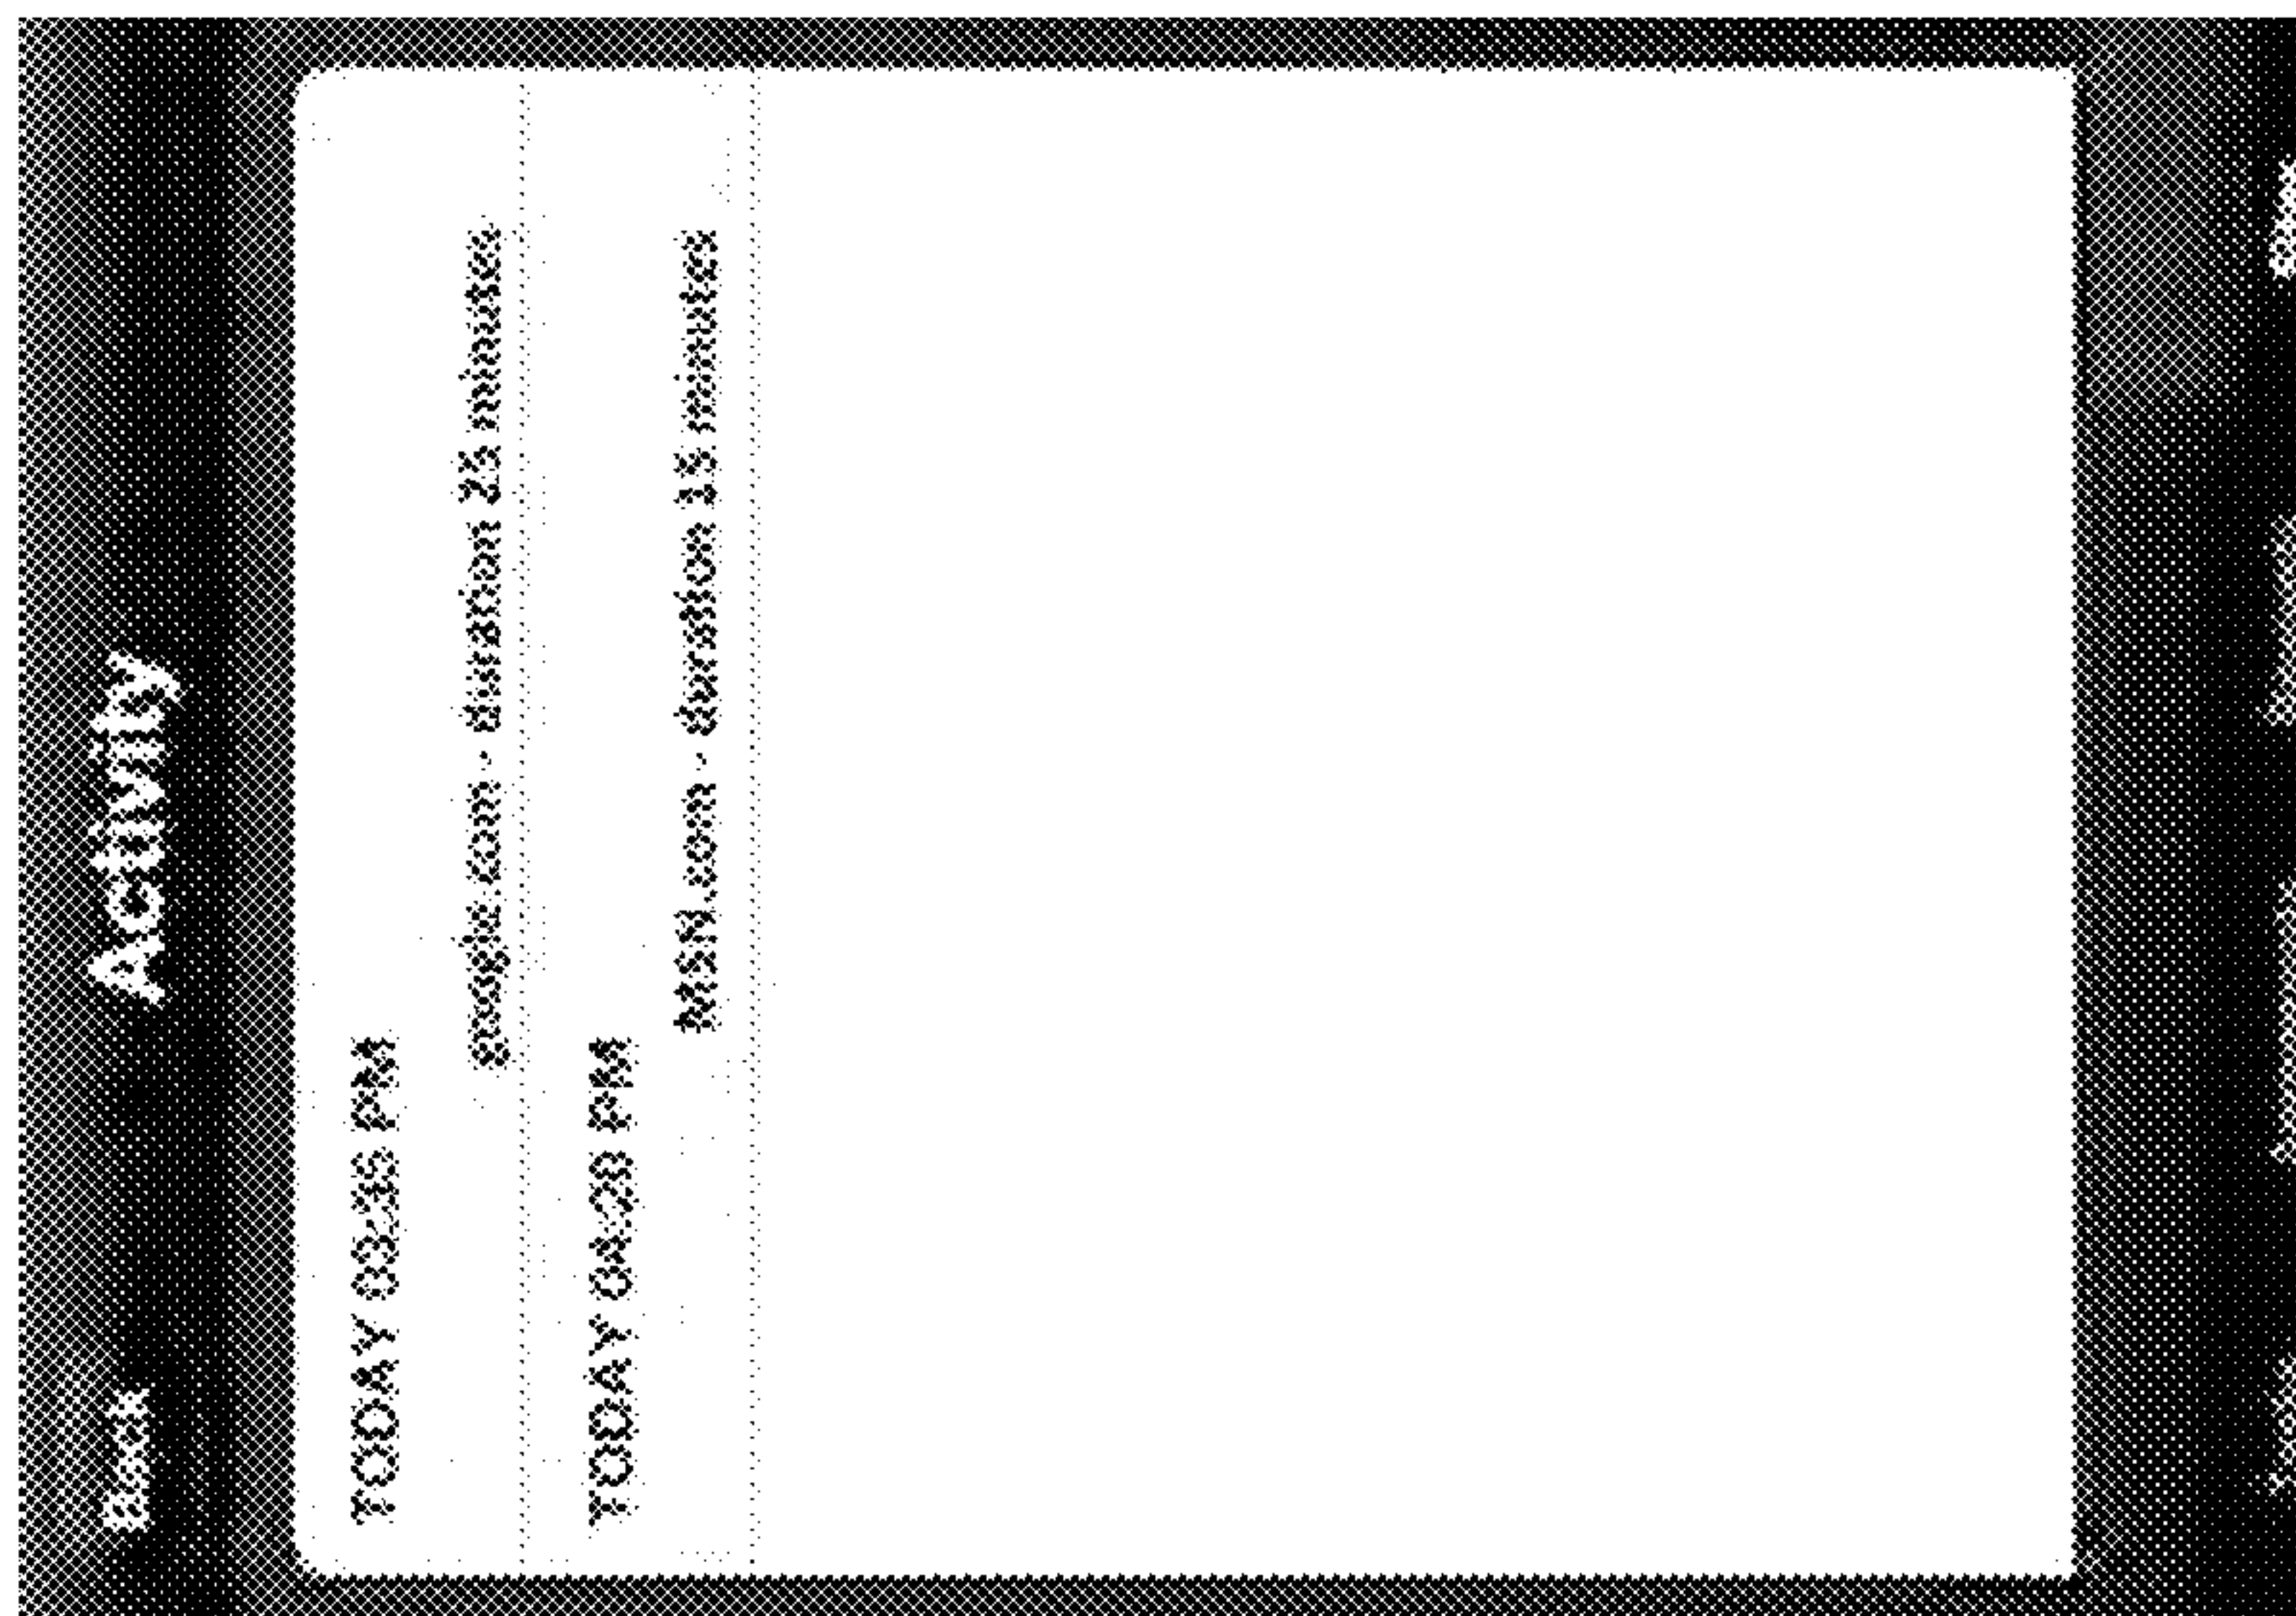 Back
Activity
TODAY 03:35 PM
google.com - duration 25 minutes
TODAY 04:08 PM
MSN.com - duration 15 minutes